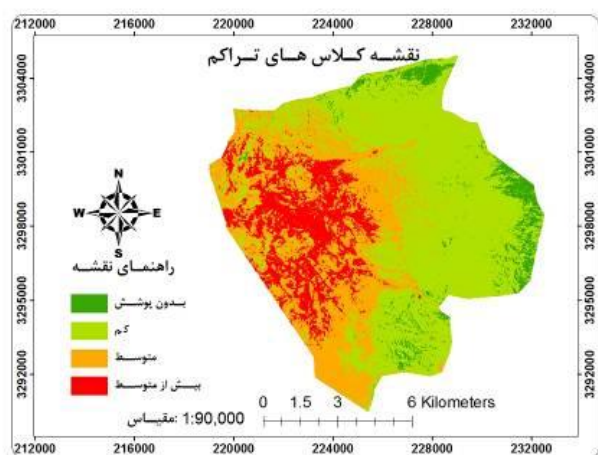 212000 216000 220000 224000 228000 232000
نقشه کلاس های تراکم
3304000
3301000
3298000
3295000
3292000
N
W E
S
راهنمای نقشه
بدون پوشش
کم
متوسط
بیش از متوسط
مقیاس: 1:90,000
0 1.5 3 6 Kilometers
3304000
3301000
3298000
3295000
3292000
212000 216000 220000 224000 228000 232000